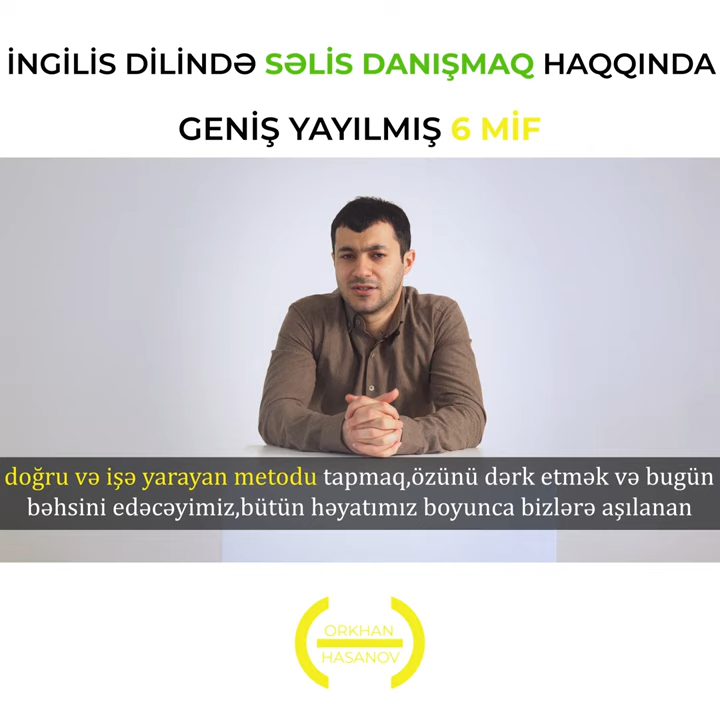 İNGİLİS DİLİNDƏ SƏLİS DANIŞMAQ HAQQINDA
GENİŞ YAYILMIŞ 6 MİF
doğru və işə yarayan metodu tapmaq,özünü dərk etmək və bugün
bəhsini edəcəyimiz,bütün həyatımız boyunca bizlərə aşılanan
ORKHAN
HASANOV